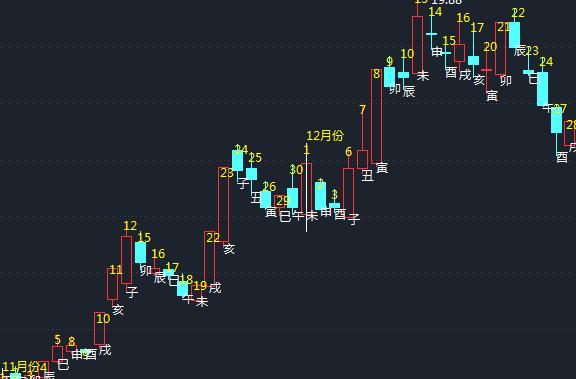 19.88
14
16
22
申
15
17
20
21
辰
23
酉
戌
亥
10
9
24
未
卯
巳
8
卯
辰
寅
午
27
7
28
酉
12月份
24
25
1
6
23
30
丑
寅
子
26
2
3
丑
29
寅
巳
午
未
申
酉
子
12
15
22
16
亥
11
卯
17
辰
巳
18
19
戌
子
午
未
亥
10
5
8
戌
申
酉
11月份
4
巳
辰